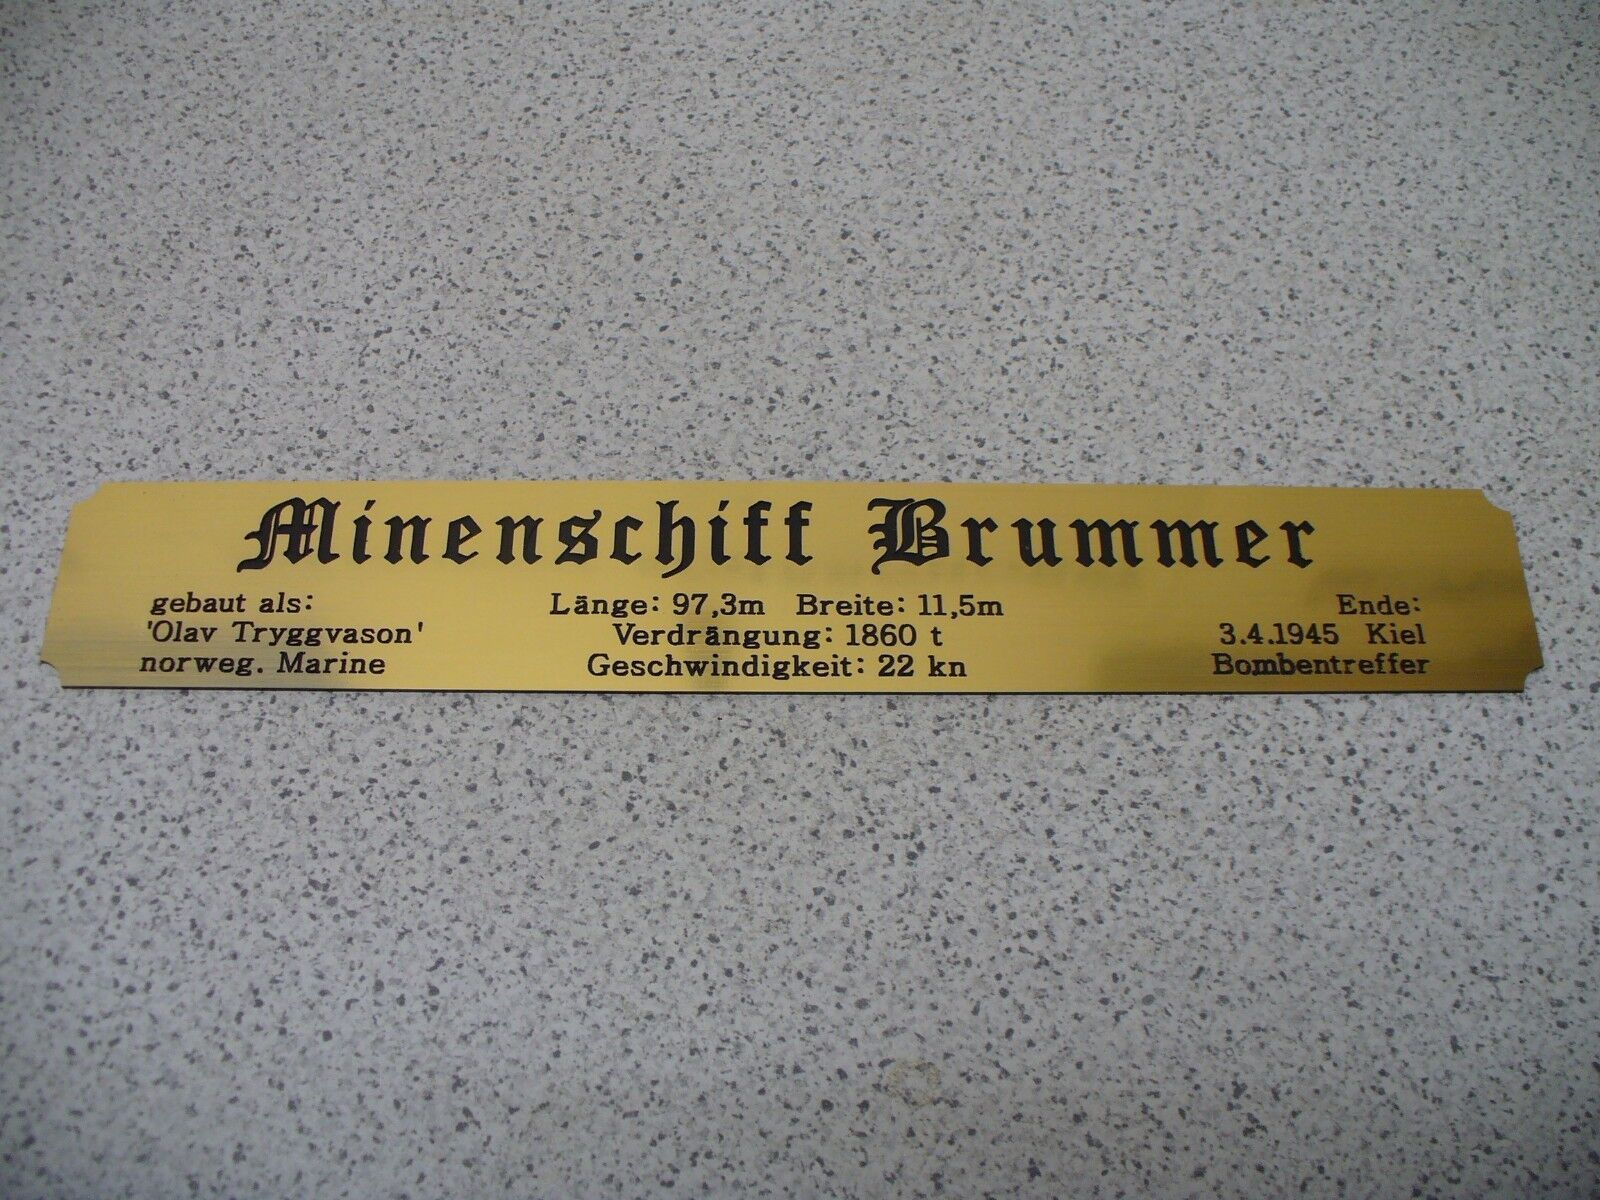 Minenschiff Brummer
gebaut als:
'Olav Tryggvason'
norweg. Marine
Länge: 97,3m Breite: 11,5m
Verdrängung: 1860 t
Geschwindigkeit: 22 kn
Ende:
3.4.1945 Kiel
Bombentreffer